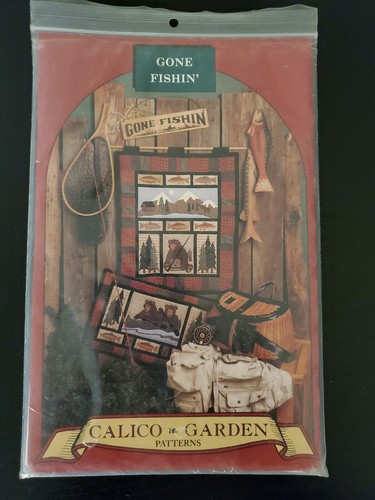 GONE
FISHIN'
GONE FISHIN
CALICO GARDEN
PATTERNS